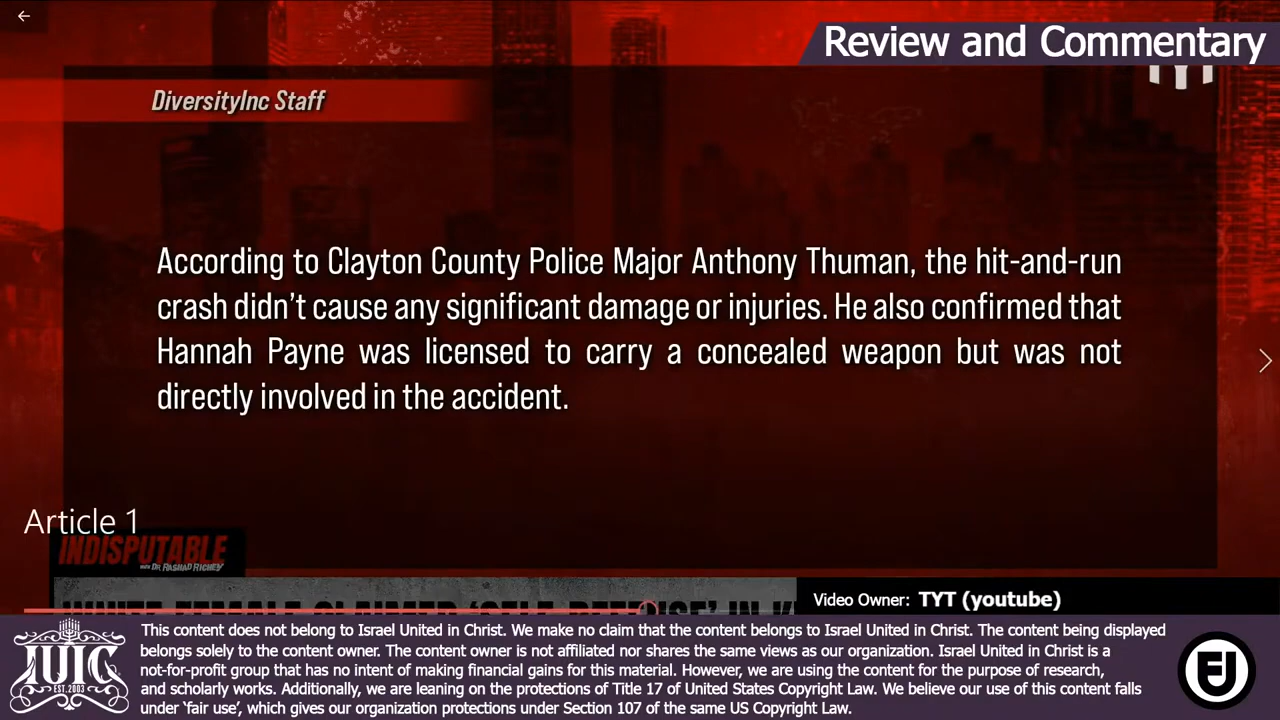 Review and Commentary
DiversityInc Staff
According to Clayton County Police Major Anthony Thuman, the hit-and-run
crash didn’t cause any significant damage or injuries. He also confirmed that
Hannah Payne was licensed to carry a concealed weapon but was not
directly involved in the accident.
Article 1
INDISPUTABLE
WITH DR. RASHAD RICHEY
Video Owner: TYT (youtube)
This content does not belong to Israel United in Christ. We make no claim that the content belongs to Israel United in Christ. The content being displayed
belongs solely to the content owner. The content owner is not affiliated nor shares the same views as our organization. Israel United in Christ is a
not-for-profit group that has no intent of making financial gains for this material. However, we are using the content for the purpose of research,
and scholarly works. Additionally, we are leaning on the protections of Title 17 of United States Copyright Law. We believe our use of this content falls
under ‘fair use’, which gives our organization protections under Section 107 of the same US Copyright Law.
IUIC
EST. 2003